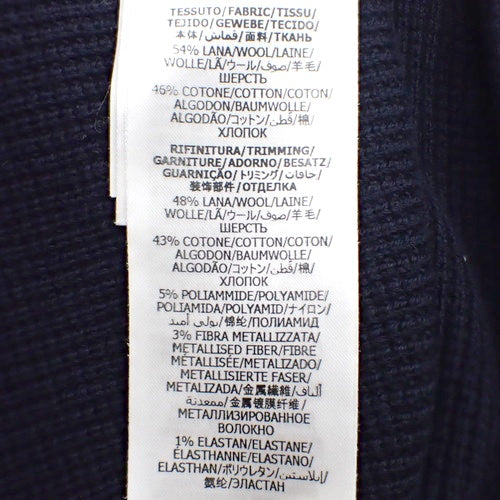 TESSUTO/FABRIC/TISSU/
TEJIDO/GEWEBE/TECIDO/
本体/قماش/面料/ТКАНЬ
54% LANA/WOOL/LAINE/
WOLLE/LÃ/ウール/صوف/羊毛/
ШЕРСТЬ
46% COTONE/COTTON/COTON/
ALGODON/BAUMWOLLE/
ALGODÃO/コットン/قطن/棉/
ХЛОПОК
RIFINITURA/TRIMMING/
GARNITURE/ADORNO/BESATZ/
GUARNIÇÃO/トリミング/حافات/
装饰部件/ОТДЕЛКА
48% LANA/WOOL/LAINE/
WOLLE/LÃ/ウール/صوف/羊毛/
ШЕРСТЬ
43% COTONE/COTTON/COTON/
ALGODON/BAUMWOLLE/
ALGODÃO/コットン/قطن/棉/
ХЛОПОК
5% POLIAMMIDE/POLYAMIDE/
POLIAMIDA/POLYAMID/ナイロン/
بولي أميد/锦纶/ПОЛИАМИД
3% FIBRA METALLIZZATA/
METALLISED FIBER/FIBRE
MÉTALLISÉE/METALIZADO/
METALLISIERTE FASER/
METALIZADA/金属繊維/ألياف
ممعدنة/金属镀膜纤维/
МЕТАЛЛИЗИРОВАННОЕ
ВОЛОКНО
1% ELASTAN/ELASTANE/
ÉLASTHANNE/ELASTANO/
ELASTHAN/ポリウレタン/إيلاستين/
氨纶/ЭЛАСТАН